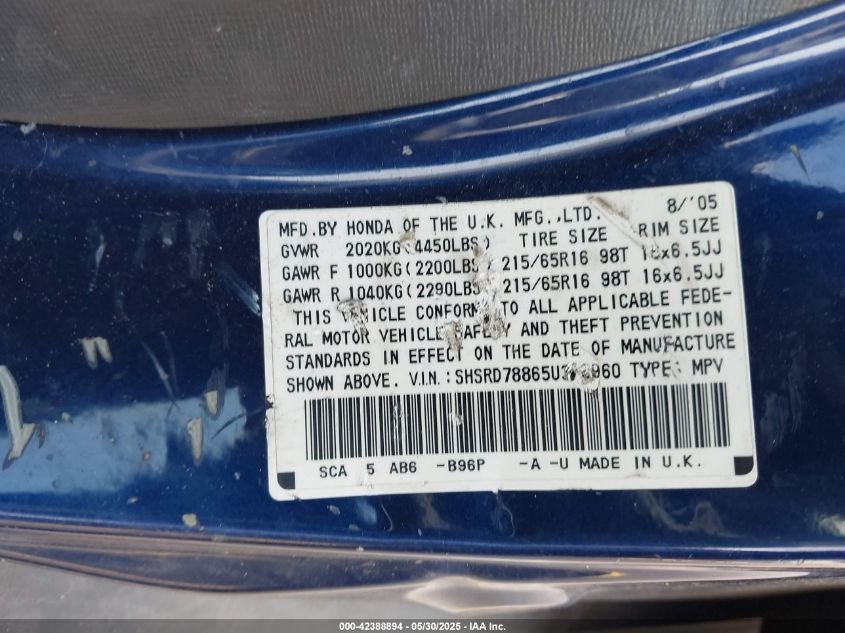 MFD.BY HONDA OF THE U.K. MFG.,LTD. 8/'05
GVWR 2020KG(4450LBS) TIRE SIZE RIM SIZE
GAWR F 1000KG(2200LBS) 215/65R16 98T 16x6.5JJ
GAWR R 1040KG(2290LBS) 215/65R16 98T 16x6.5JJ
THIS VEHICLE CONFORMS TO ALL APPLICABLE FEDE-
RAL MOTOR VEHICLE SAFETY AND THEFT PREVENTION
STANDARDS IN EFFECT ON THE DATE OF MANUFACTURE
SHOWN ABOVE. V.I.N.: TYPE: MPV
SCA 5 AB6 -B96P -A -U MADE IN U.K.
000-42388894 - 05/30/2025 - IAA Inc.